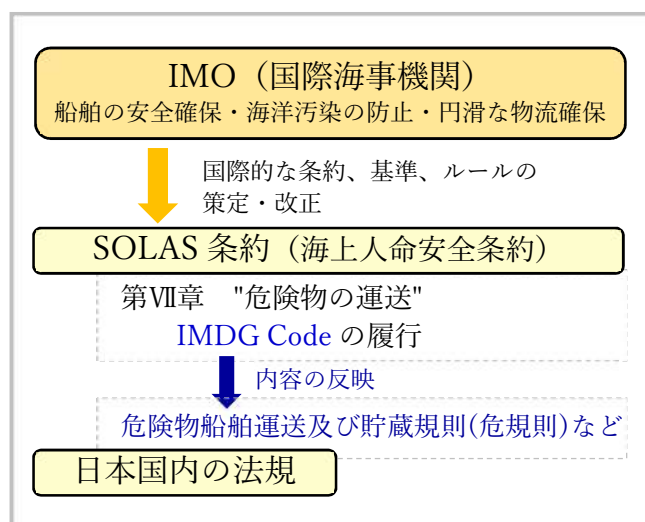 IMO（国際海事機関）
船舶の安全確保・海洋汚染の防止・円滑な物流確保
国際的な条約、基準、ルールの
策定・改正
SOLAS 条約（海上人命安全条約）
第Ⅶ章　"危険物の運送"
IMDG Code の履行
内容の反映
危険物船舶運送及び貯蔵規則(危規則)など
日本国内の法規